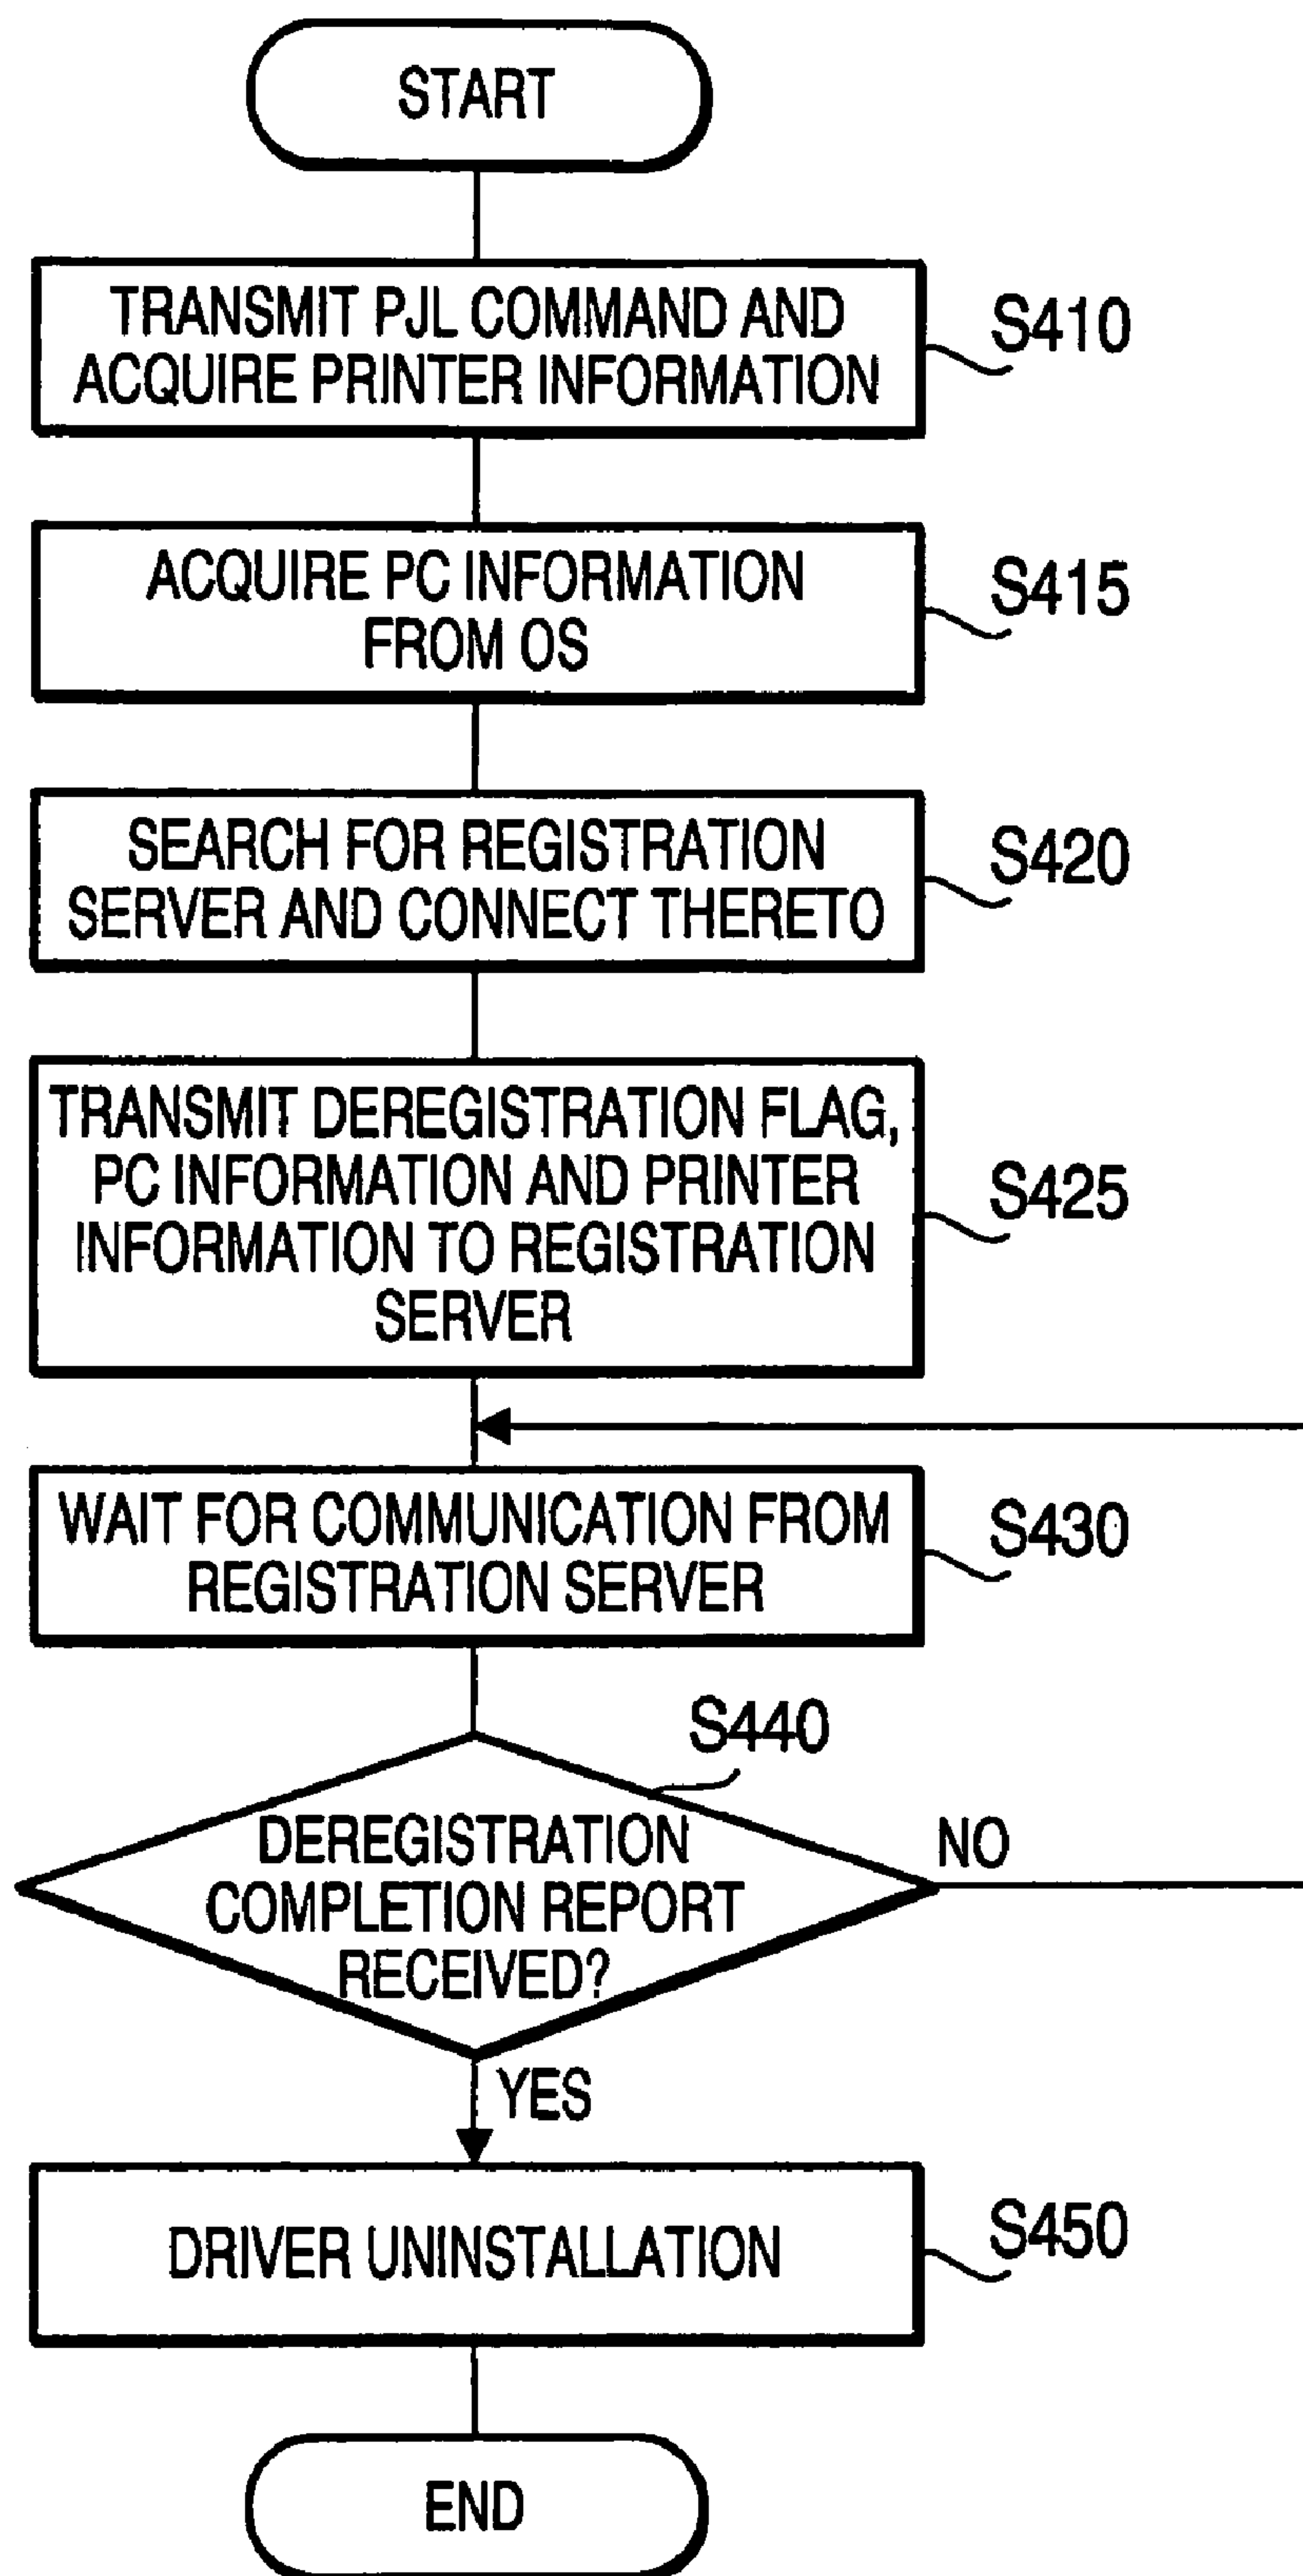 START
TRANSMIT PJL COMMAND AND
ACQUIRE PRINTER INFORMATION
S410
ACQUIRE PC INFORMATION
FROM OS
S415
SEARCH FOR REGISTRATION
SERVER AND CONNECT THERETO
S420
TRANSMIT DEREGISTRATION FLAG,
PC INFORMATION AND PRINTER
INFORMATION TO REGISTRATION
SERVER
S425
WAIT FOR COMMUNICATION FROM
REGISTRATION SERVER
S430
S440
DEREGISTRATION
COMPLETION REPORT
RECEIVED?
NO
YES
DRIVER UNINSTALLATION
S450
END